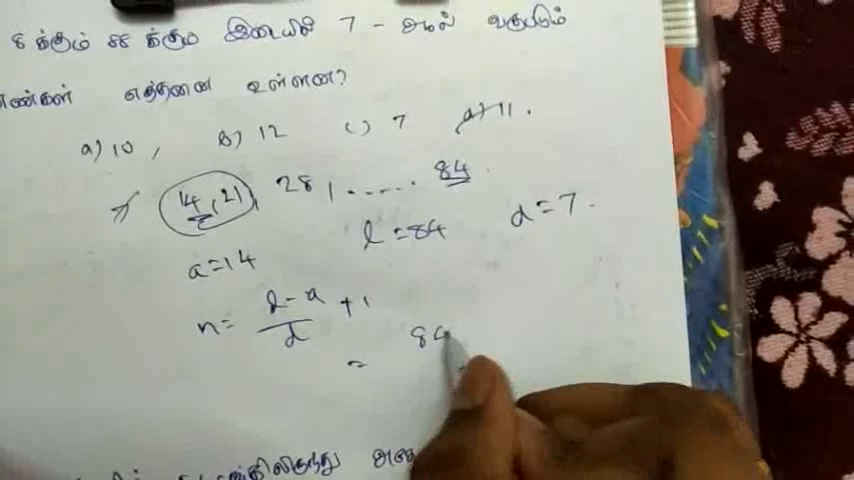 8 க்கும் 88 க்கும் இடையில் 7 - ஆல் வகுபடும்
எண்கள் எத்தனை உள்ளன?
a) 10, b) 12 c) 7 d) 11.
14, 21, 28, ...... 84.
a = 14 l = 84 d = 7.
n = l - a / d + 1
= 84